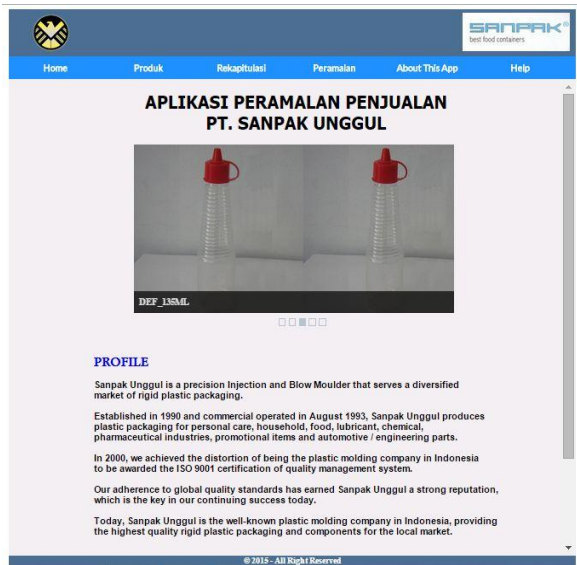 SANPAK®
best food containers
Home Produk Rekapitulasi Peramalan About This App Help
APLIKASI PERAMALAN PENJUALAN
PT. SANPAK UNGGUL
DEF_135ML
PROFILE
Sanpak Unggul is a precision Injection and Blow Moulder that serves a diversified
market of rigid plastic packaging.
Established in 1990 and commercial operated in August 1993, Sanpak Unggul produces
plastic packaging for personal care, household, food, lubricant, chemical,
pharmaceutical industries, promotional items and automotive / engineering parts.
In 2000, we achieved the distortion of being the plastic molding company in Indonesia
to be awarded the ISO 9001 certification of quality management system.
Our adherence to global quality standards has earned Sanpak Unggul a strong reputation,
which is the key in our continuing success today.
Today, Sanpak Unggul is the well-known plastic molding company in Indonesia, providing
the highest quality rigid plastic packaging and components for the local market.
© 2015 - All Right Reserved